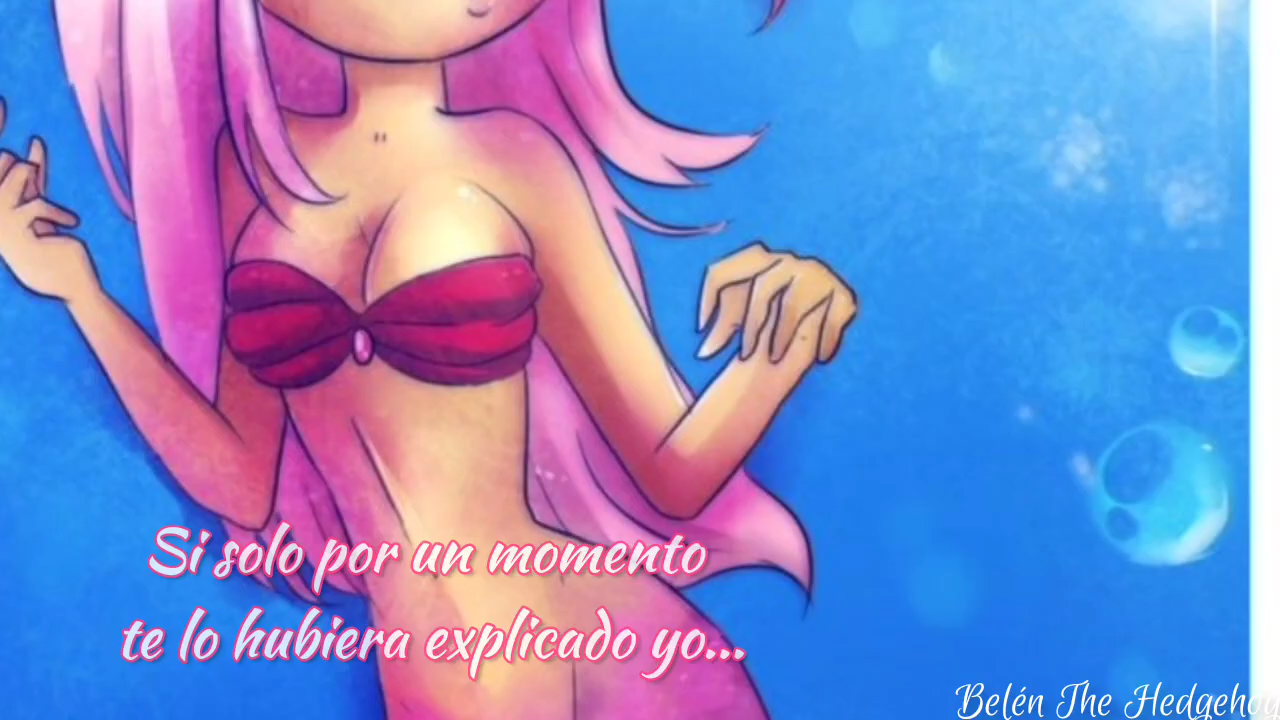 Si solo por un momento
te lo hubiera explicado yo...
Belén The Hedgehog